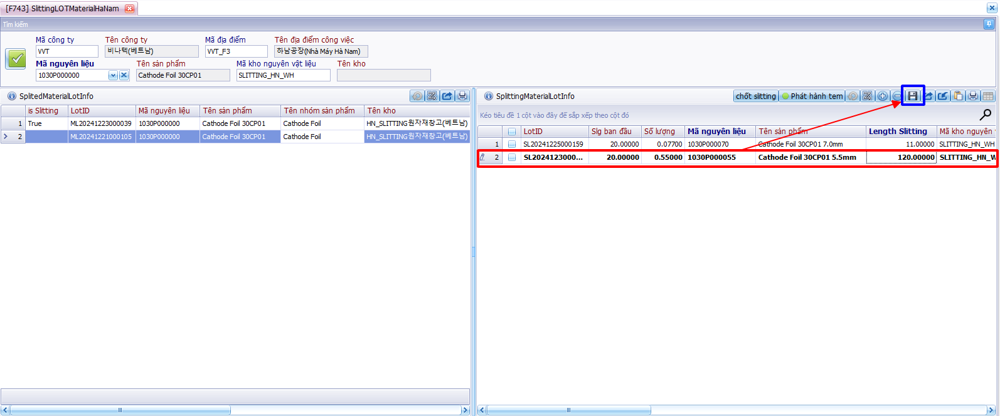 [F743] SlittingLOTMaterialHaNam
Tìm kiếm
Mã công ty Tên công ty Mã địa điểm Tên địa điểm công việc
VVT 비나텍(베트남) VVT_F3 하남공장(Nhà Máy Hà Nam)
Mã nguyên liệu Tên sản phẩm Mã kho nguyên vật liệu Tên kho
1030P000000 Cathode Foil 30CP01 SLITTING_HN_WH
SplitedMaterialLotInfo
is Slitting LotID Mã nguyên liệu Tên sản phẩm Tên nhóm sản phẩm Tên kho
1 True ML20241223000039 1030P000000 Cathode Foil 30CP01 Cathode Foil HN_SLITTING원자재창고(베트남)
2 ML20241221000105 1030P000000 Cathode Foil 30CP01 Cathode Foil HN_SLITTING원자재창고(베트남)
SplittingMaterialLotInfo chốt slitting Phát hành tem
Kéo tiêu đề 1 cột vào đây để sắp xếp theo cột đó
LotID Slg ban đầu Số lượng Mã nguyên liệu Tên sản phẩm Length Slitting Mã kho nguyên
1 SL20241225000159 20.00000 0.07700 1030P000070 Cathode Foil 30CP01 7.0mm 11.00000 SLITTING_HN_WH
2 SL2024123000... 20.00000 0.55000 1030P000055 Cathode Foil 30CP01 5.5mm 120.00000 SLITTING_HN_W